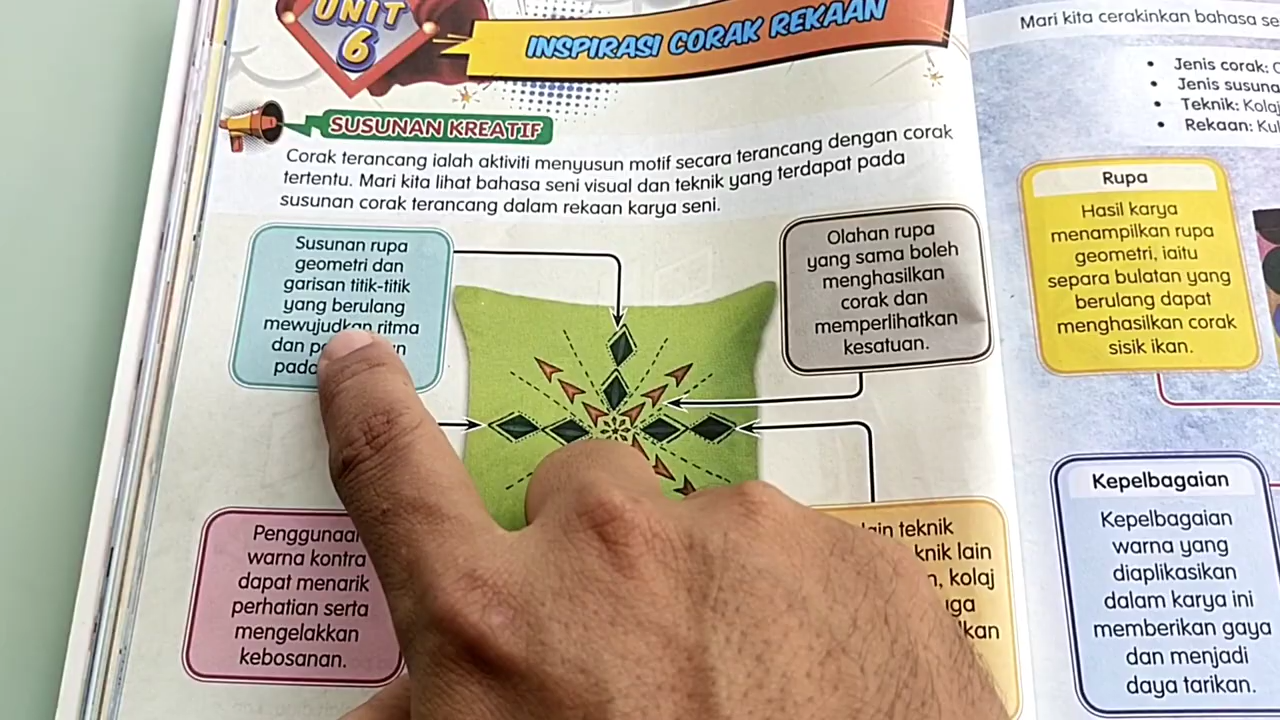 UNIT
6
INSPIRASI CORAK REKAAN
SUSUNAN KREATIF
Corak terancang ialah aktiviti menyusun motif secara terancang dengan corak
tertentu. Mari kita lihat bahasa seni visual dan teknik yang terdapat pada
susunan corak terancang dalam rekaan karya seni.
Susunan rupa
geometri dan
garisan titik-titik
yang berulang
mewujudkan ritma
dan
Olahan rupa
yang sama boleh
menghasilkan
corak dan
memperlihatkan
kesatuan.
Penggunaan
warna kontra
dapat menarik
perhatian serta
mengelakkan
kebosanan.
teknik
lain
kolaj
Mari kita cerakinkan bahasa
• Jenis corak:
• Jenis
• Teknik:
• Rekaan:
Rupa
Hasil karya
menampilkan rupa
geometri, iaitu
separa bulatan yang
berulang dapat
menghasilkan corak
sisik ikan.
Kepelbagaian
Kepelbagaian
warna yang
diaplikasikan
dalam karya ini
memberikan gaya
dan menjadi
daya tarikan.